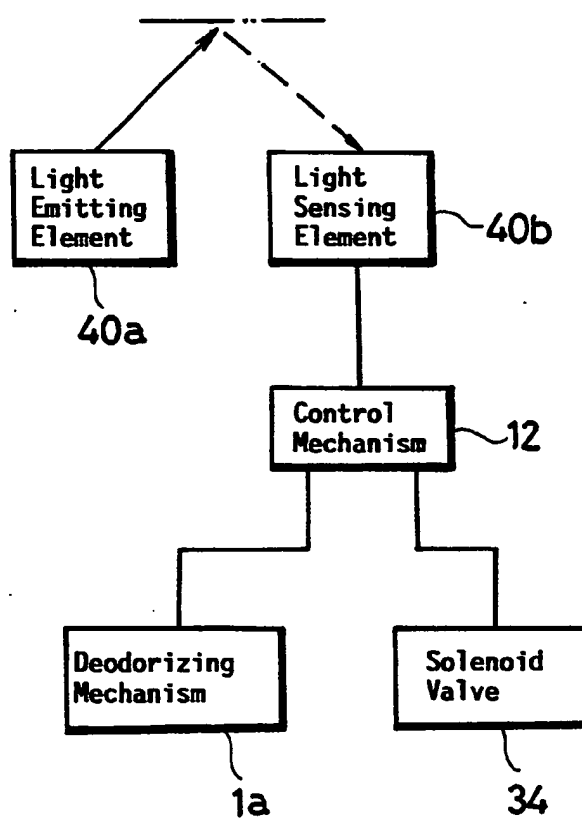 Light
Emitting
Element
40a
Light
Sensing
Element
40b
Control
Mechanism
12
Deodorizing
Mechanism
1a
Solenoid
Valve
34